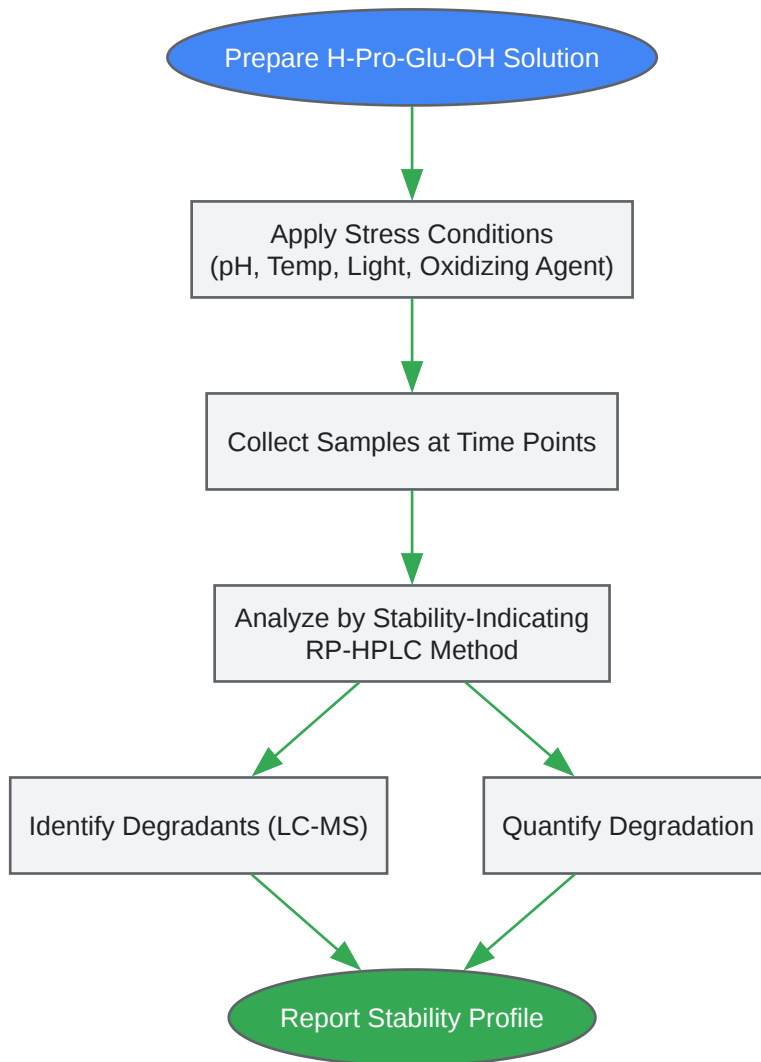 Prepare H-Pro-Glu-OH Solution
Apply Stress Conditions
(pH, Temp, Light, Oxidizing Agent)
Collect Samples at Time Points
Analyze by Stability-Indicating
RP-HPLC Method
Identify Degradants (LC-MS)
Quantify Degradation
Report Stability Profile